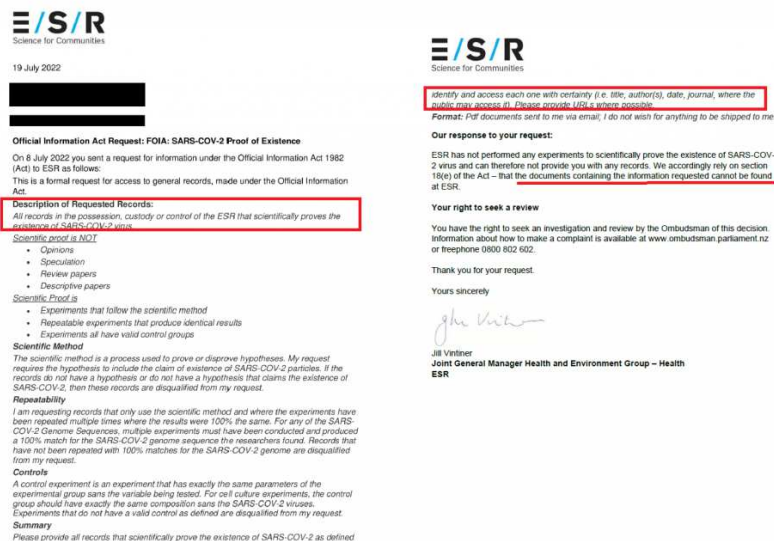 E/S/R
Science for Communities
19 July 2022
Official Information Act Request: FOIA: SARS-COV-2 Proof of Existence
On 8 July 2022 you sent a request for information under the Official Information Act 1982
(Act) to ESR as follows:
This is a formal request for access to general records, made under the Official Information
Act.
Description of Requested Records:
All records in the possession, custody or control of the ESR that scientifically proves the
existence of SARS-COV-2 virus.
Scientific proof is NOT
• Opinions
• Speculation
• Review papers
• Descriptive papers
Scientific Proof is
• Experiments that follow the scientific method
• Repeatable experiments that produce identical results
• Experiments all have valid control groups
Scientific Method
The scientific method is a process used to prove or disprove hypotheses. My request
requires the hypothesis to include the claim of existence of SARS-COV-2 particles. If the
records do not have a hypothesis or do not have a hypothesis that claims the existence of
SARS-COV-2, then these records are disqualified from my request.
Repeatability
I am requesting records that only use the scientific method and where the experiments have
been repeated multiple times where the results were 100% the same. For any of the SARS-
COV-2 Genome Sequences, multiple experiments must have been conducted and produced
a 100% match for the SARS-COV-2 genome sequence the researchers found. Records that
have not been repeated with 100% matches for the SARS-COV-2 genome are disqualified
from my request.
Controls
A control experiment is an experiment that has exactly the same parameters of the
experimental group sans the variable being tested. For cell culture experiments, the control
group should have exactly the same composition sans the SARS-COV-2 viruses.
Experiments that do not have a valid control as defined are disqualified from my request.
Summary
Please provide all records that scientifically prove the existence of SARS-COV-2 as defined
E/S/R
Science for Communities
identify and access each one with certainty (i.e. title, author(s), date, journal, where the
public may access it). Please provide URLs where possible.
Format: Pdf documents sent to me via email; I do not wish for anything to be shipped to me
Our response to your request:
ESR has not performed any experiments to scientifically prove the existence of SARS-COV-
2 virus and can therefore not provide you with any records. We accordingly rely on section
18(e) of the Act – that the documents containing the information requested cannot be found
at ESR.
Your right to seek a review
You have the right to seek an investigation and review by the Ombudsman of this decision.
Information about how to make a complaint is available at www.ombudsman.parliament.nz
or freephone 0800 802 602.
Thank you for your request.
Yours sincerely
Jill Vintiner
Joint General Manager Health and Environment Group – Health
ESR